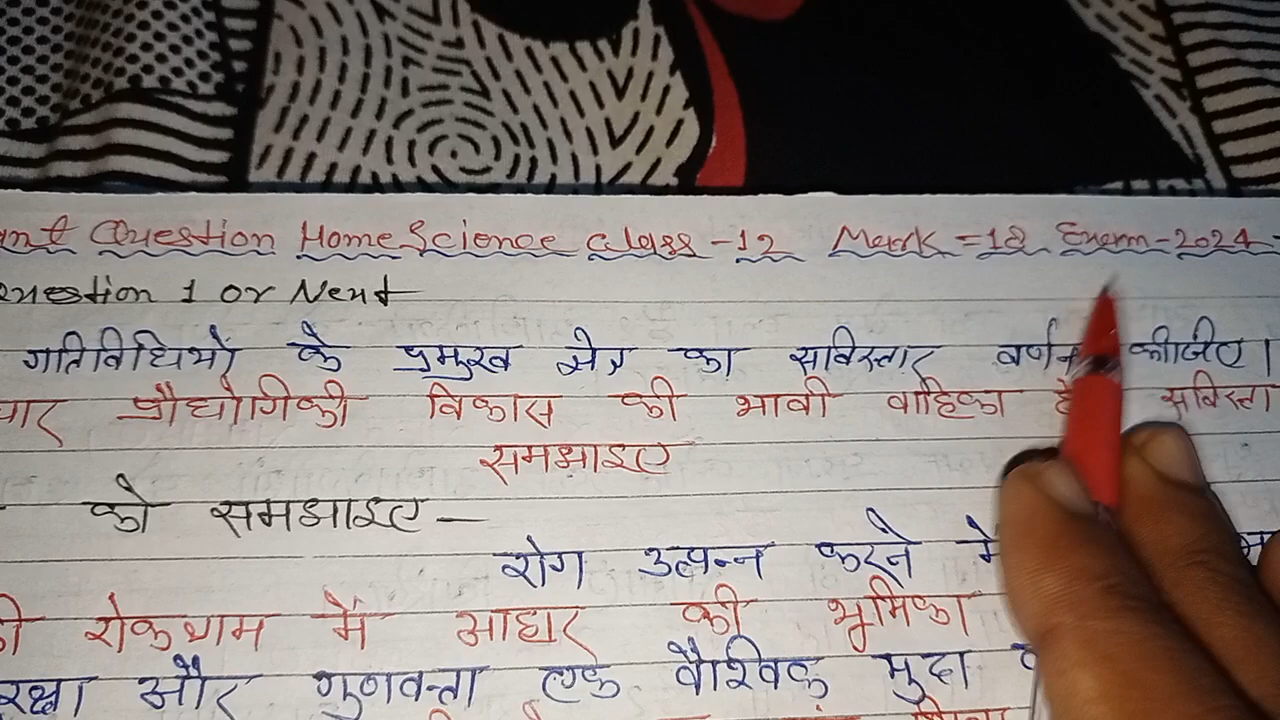 Question Home Science class - 12 Mark = 18 Exam - 2024
Question 1 or Next
गतिविधियों के प्रमुख क्षेत्र का सविस्तार वर्णन कीजिए।
प्रौद्योगिकी विकास की भावी वाहिका है सविस्ता
समझाइए
को समझाइए –
रोग उत्पन्न करने में
रोकथाम में आहार की भूमिका
और गुणवत्ता एक वैश्विक मुद्दा